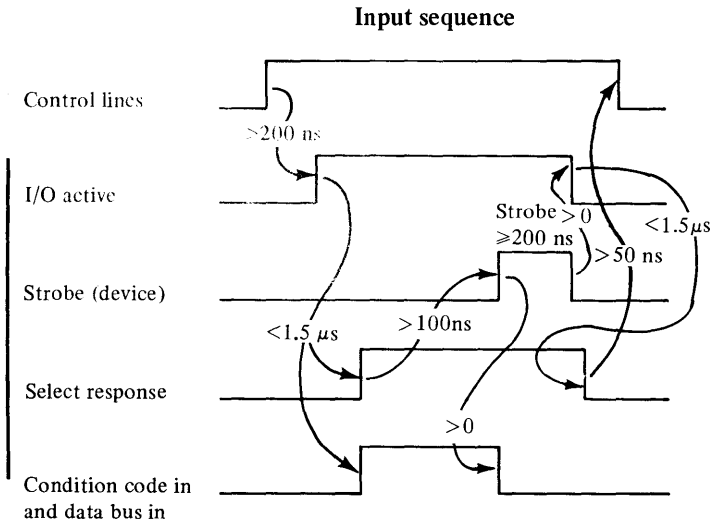 Input sequence
Control lines
>200 ns
I/O active
Strobe >0
≥200 ns
<1.5 μs
>50 ns
Strobe (device)
<1.5 μs
>100ns
Select response
>0
Condition code in
and data bus in